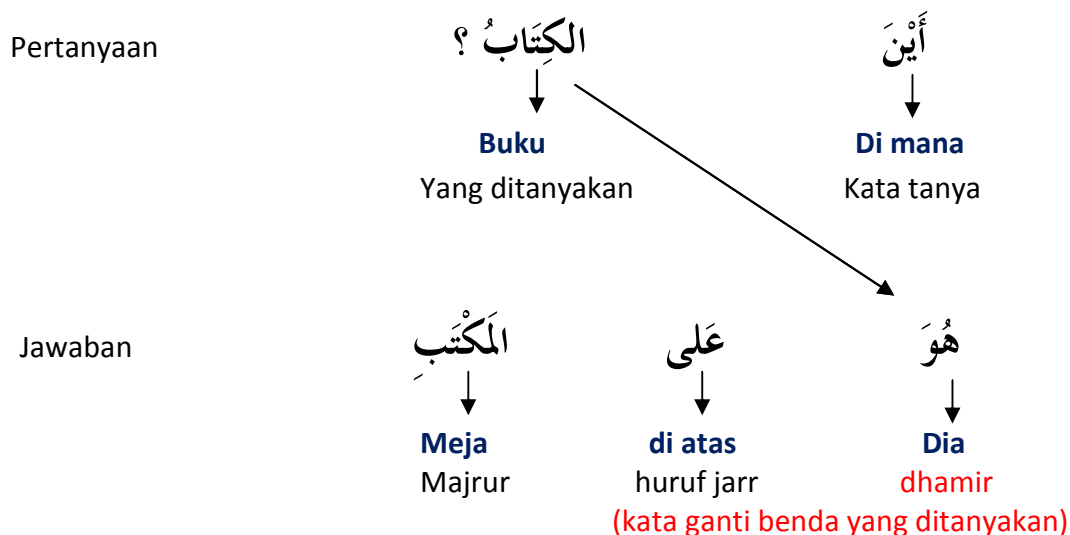 Pertanyaan
أَيْنَ الكِتَابُ ؟
Di mana
Buku
Kata tanya
Yang ditanyakan
Jawaban
هُوَ عَلى المَكْتَبِ
Dia
di atas
Meja
dhamir
huruf jarr
Majrur
(kata ganti benda yang ditanyakan)